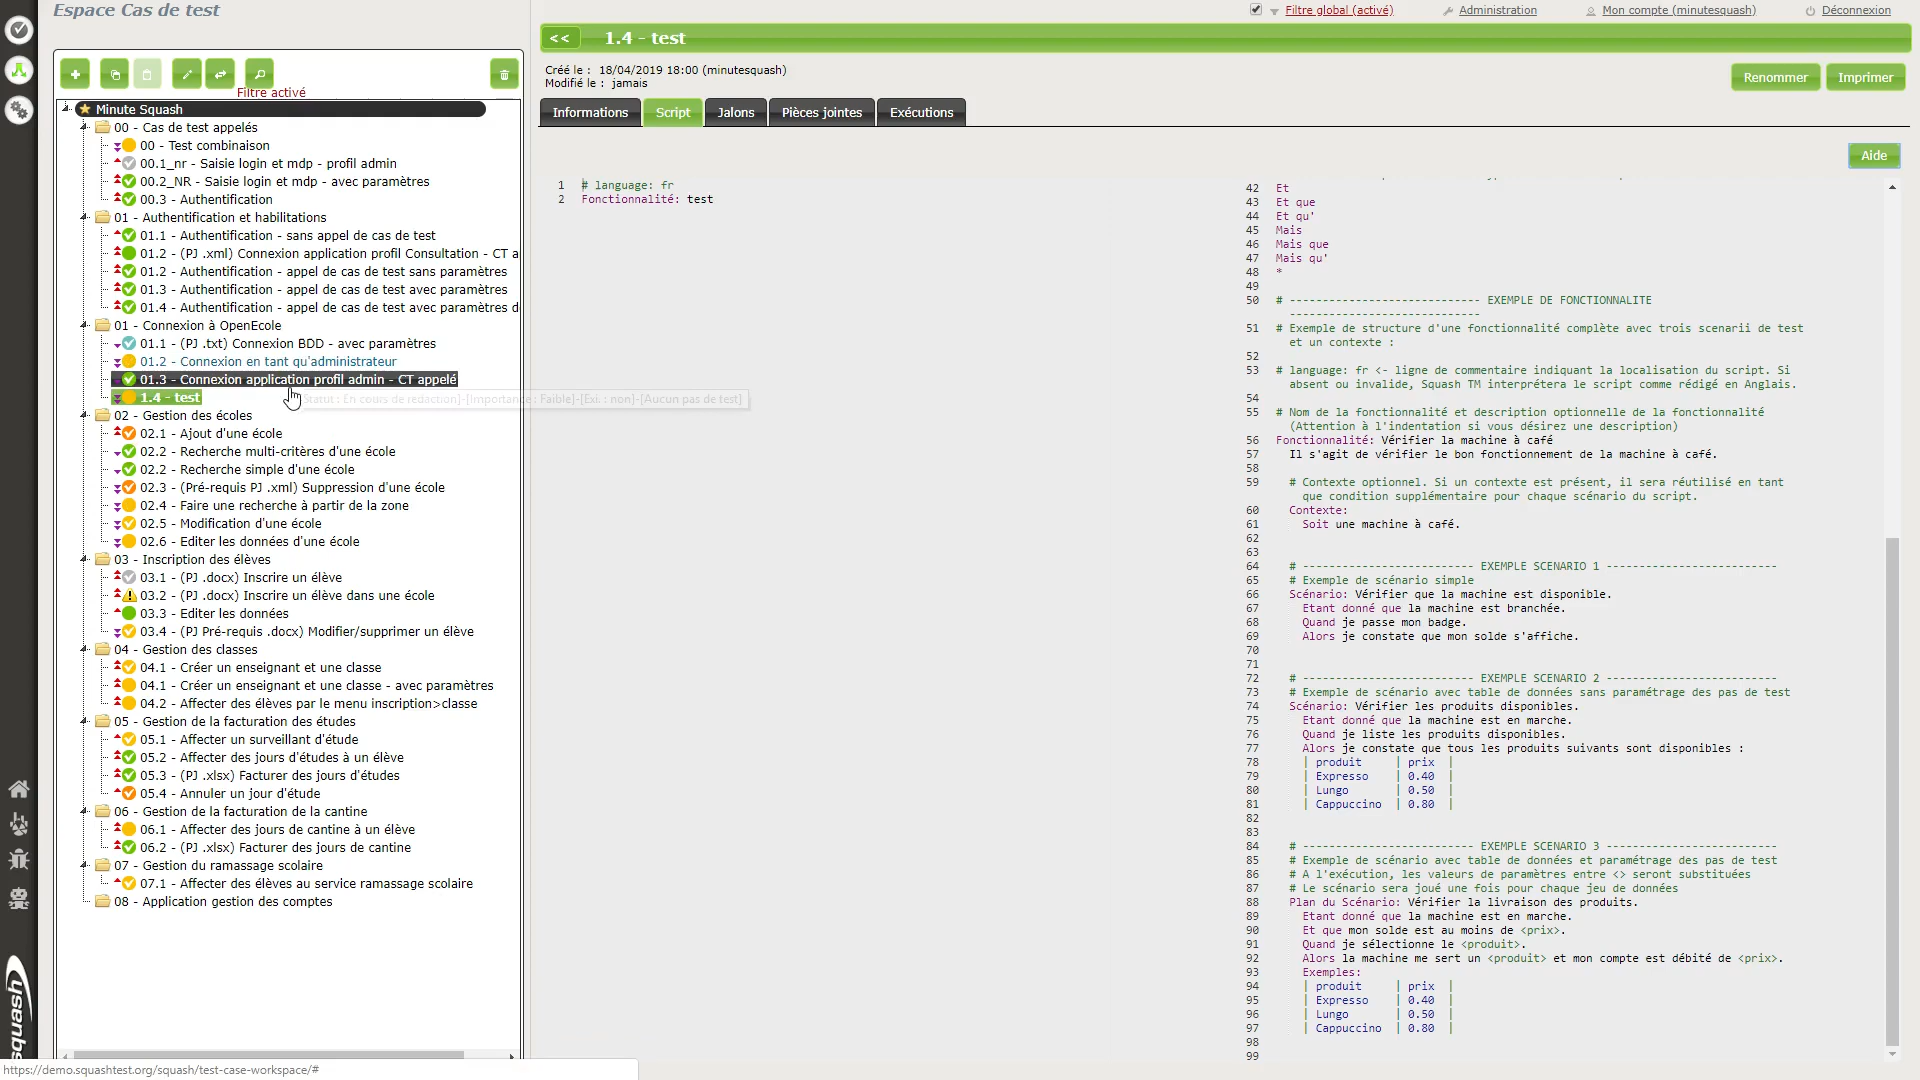 Espace Cas de test
Filtre global (activé)
Administration
Mon compte (minutesquash)
Déconnexion
<<
1.4 - test
Créé le : 18/04/2019 18:00 (minutesquash)
Modifié le : jamais
Renommer
Imprimer
Informations
Script
Jalons
Pièces jointes
Exécutions
Aide
Filtre activé
Minute Squash
00 - Cas de test appelés
00 - Test combinaison
00.1_nr - Saisie login et mdp - profil admin
00.2_NR - Saisie login et mdp - avec paramètres
00.3 - Authentification
01 - Authentification et habilitations
01.1 - Authentification - sans appel de cas de test
01.2 - (PJ .xml) Connexion application profil Consultation - CT a
01.2 - Authentification - appel de cas de test sans paramètres
01.3 - Authentification - appel de cas de test avec paramètres
01.4 - Authentification - appel de cas de test avec paramètres d
01 - Connexion à OpenEcole
01.1 - (PJ .txt) Connexion BDD - avec paramètres
01.2 - Connexion en tant qu'administrateur
01.3 - Connexion application profil admin - CT appelé
1.4 - test
[Statut : En cours de rédaction]-[Importance : Faible]-[Exi. : non]-[Aucun pas de test]
02 - Gestion des écoles
02.1 - Ajout d'une école
02.2 - Recherche multi-critères d'une école
02.2 - Recherche simple d'une école
02.3 - (Pré-requis PJ .xml) Suppression d'une école
02.4 - Faire une recherche à partir de la zone
02.5 - Modification d'une école
02.6 - Editer les données d'une école
03 - Inscription des élèves
03.1 - (PJ .docx) Inscrire un élève
03.2 - (PJ .docx) Inscrire un élève dans une école
03.3 - Editer les données
03.4 - (PJ Pré-requis .docx) Modifier/supprimer un élève
04 - Gestion des classes
04.1 - Créer un enseignant et une classe
04.1 - Créer un enseignant et une classe - avec paramètres
04.2 - Affecter des élèves par le menu inscription>classe
05 - Gestion de la facturation des études
05.1 - Affecter un surveillant d'étude
05.2 - Affecter des jours d'études à un élève
05.3 - (PJ .xlsx) Facturer des jours d'études
05.4 - Annuler un jour d'étude
06 - Gestion de la facturation de la cantine
06.1 - Affecter des jours de cantine à un élève
06.2 - (PJ .xlsx) Facturer des jours de cantine
07 - Gestion du ramassage scolaire
07.1 - Affecter des élèves au service ramassage scolaire
08 - Application gestion des comptes
squash
https://demo.squashtest.org/squash/test-case-workspace/#
1 # language: fr
2 Fonctionnalité: test
42 Et
43 Et que
44 Et qu'
45 Mais
46 Mais que
47 Mais qu'
48 *
49
50 # ----------------------------- EXEMPLE DE FONCTIONNALITE
-----------------------------
51 # Exemple de structure d'une fonctionnalité complète avec trois scenarii de test
et un contexte :
52
53 # language: fr <- ligne de commentaire indiquant la localisation du script. Si
absent ou invalide, Squash TM interprétera le script comme rédigé en Anglais.
54
55 # Nom de la fonctionnalité et description optionnelle de la fonctionnalité
(Attention à l'indentation si vous désirez une description)
56 Fonctionnalité: Vérifier la machine à café
57 Il s'agit de vérifier le bon fonctionnement de la machine à café.
58
59 # Contexte optionnel. Si un contexte est présent, il sera réutilisé en tant
que condition supplémentaire pour chaque scénario du script.
60 Contexte:
61 Soit une machine à café.
62
63
64 # -------------------------- EXEMPLE SCENARIO 1 --------------------------
65 # Exemple de scénario simple
66 Scénario: Vérifier que la machine est disponible.
67 Etant donné que la machine est branchée.
68 Quand je passe mon badge.
69 Alors je constate que mon solde s'affiche.
70
71
72 # -------------------------- EXEMPLE SCENARIO 2 --------------------------
73 # Exemple de scénario avec table de données sans paramétrage des pas de test
74 Scénario: Vérifier les produits disponibles.
75 Etant donné que la machine est en marche.
76 Quand je liste les produits disponibles.
77 Alors je constate que tous les produits suivants sont disponibles :
78 | produit | prix |
79 | Expresso | 0.40 |
80 | Lungo | 0.50 |
81 | Cappuccino | 0.80 |
82
83
84 # -------------------------- EXEMPLE SCENARIO 3 --------------------------
85 # Exemple de scénario avec table de données et paramétrage des pas de test
86 # A l'exécution, les valeurs de paramètres entre <> seront substituées
87 # Le scénario sera joué une fois pour chaque jeu de données
88 Plan du Scénario: Vérifier la livraison des produits.
89 Etant donné que la machine est en marche.
90 Et que mon solde est au moins de <prix>.
91 Quand je sélectionne le <produit>.
92 Alors la machine me sert un <produit> et mon compte est débité de <prix>.
93 Exemples:
94 | produit | prix |
95 | Expresso | 0.40 |
96 | Lungo | 0.50 |
97 | Cappuccino | 0.80 |
98
99